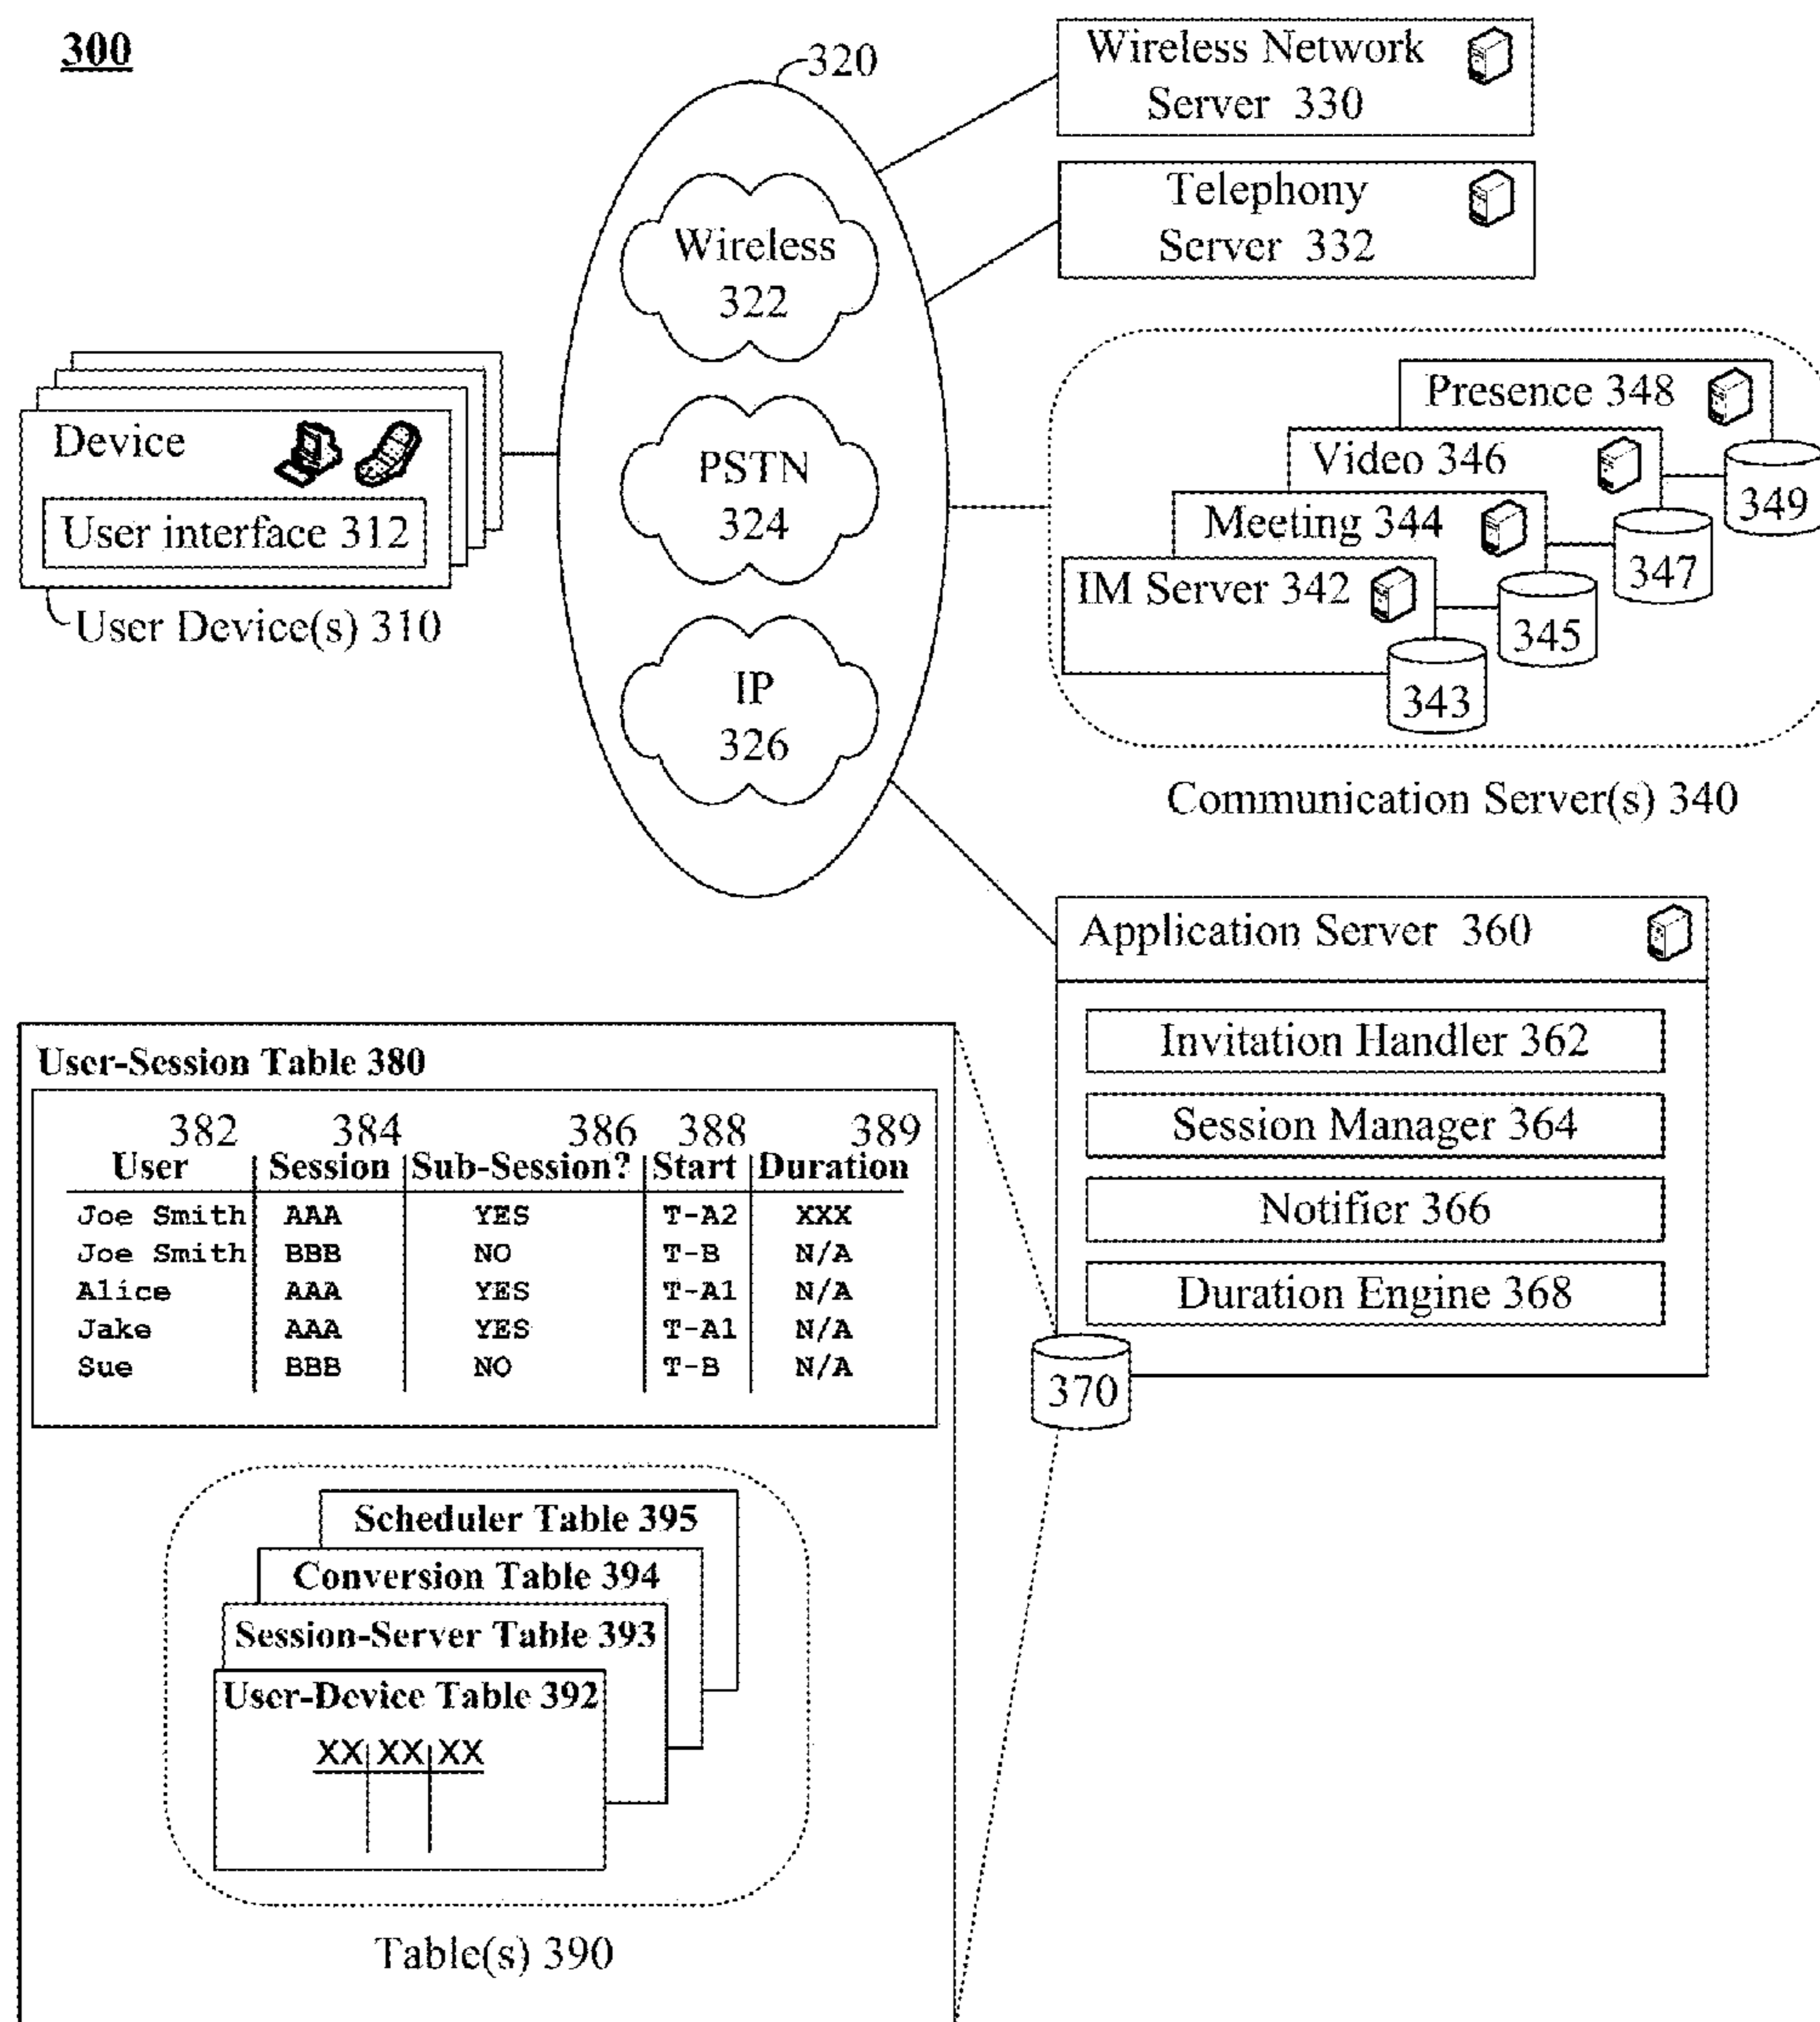 300
320
Wireless Network
Server 330
Telephony
Server 332
Wireless
322
PSTN
324
IP
326
Device
User interface 312
User Device(s) 310
Presence 348
Video 346
Meeting 344
IM Server 342
349
347
345
343
Communication Server(s) 340
Application Server 360
Invitation Handler 362
Session Manager 364
Notifier 366
Duration Engine 368
370
User-Session Table 380
382 384 386 388 389
User Session Sub-Session? Start Duration
Joe Smith AAA YES T-A2 XXX
Joe Smith BBB NO T-B N/A
Alice AAA YES T-A1 N/A
Jake AAA YES T-A1 N/A
Sue BBB NO T-B N/A
Scheduler Table 395
Conversion Table 394
Session-Server Table 393
User-Device Table 392
XX XX XX
Table(s) 390